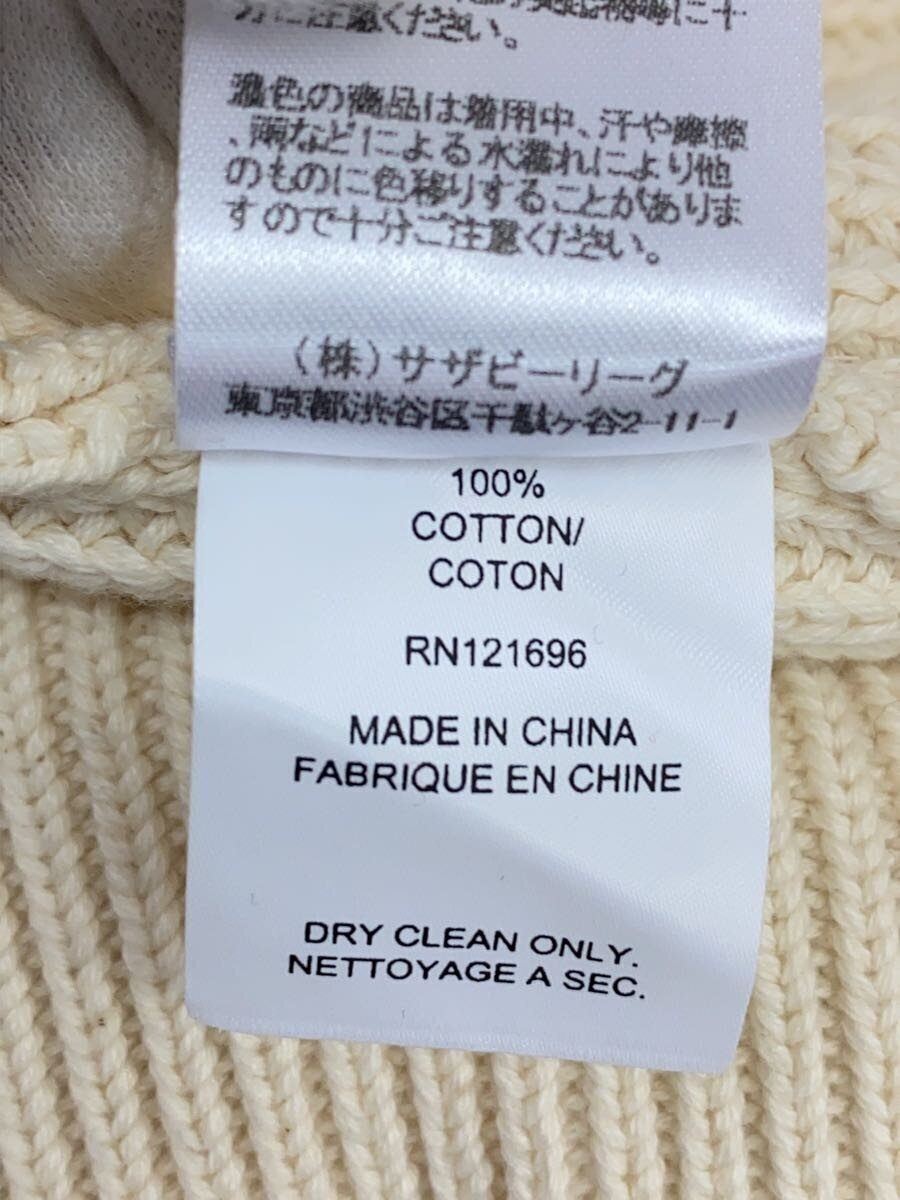 分にご注意ください。
濃色の商品は着用中、汗や摩擦
、雨などによる水濡れにより他
のものに色移りすることがありま
すので十分ご注意ください。
（株）サザビーリーグ
東京都渋谷区千駄ヶ谷2-11-1
100%
COTTON/
COTON
RN121696
MADE IN CHINA
FABRIQUE EN CHINE
DRY CLEAN ONLY.
NETTOYAGE A SEC.